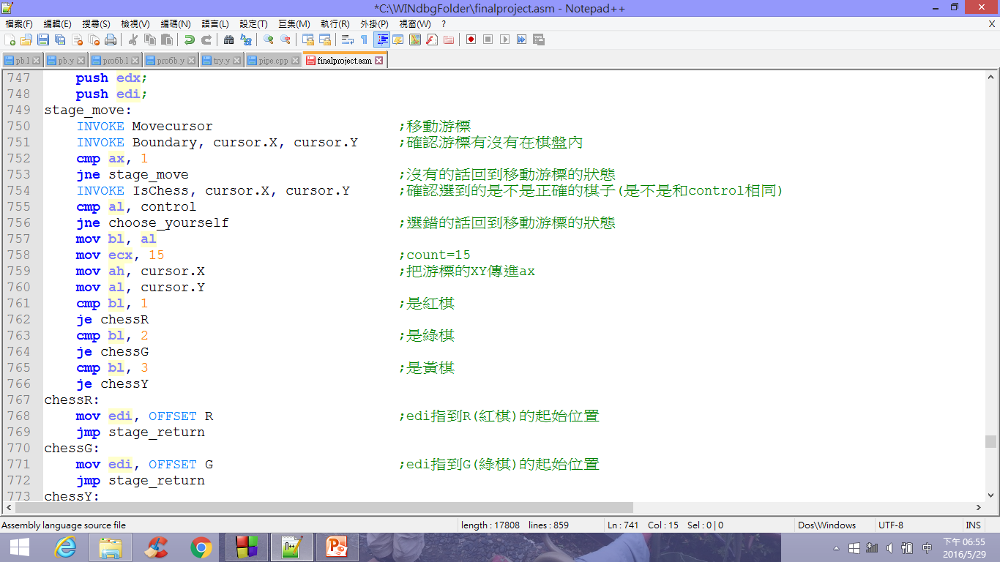 *C:\WINdbgFolder\finalproject.asm - Notepad++
檔案(F) 編輯(E) 搜尋(S) 檢視(V) 編碼(N) 語言(L) 設定(T) 巨集(M) 執行(R) 外掛(P) 視窗(W) ? X
pb.l pb.y pro6b.l pro6b.y try.y pipe.cpp finalproject.asm
747 push edx;
748 push edi;
749 stage_move:
750 INVOKE Movecursor ;移動游標
751 INVOKE Boundary, cursor.X, cursor.Y ;確認游標有沒有在棋盤內
752 cmp ax, 1
753 jne stage_move ;沒有的話回到移動游標的狀態
754 INVOKE IsChess, cursor.X, cursor.Y ;確認選到的是不是正確的棋子(是不是和control相同)
755 cmp al, control
756 jne choose_yourself ;選錯的話回到移動游標的狀態
757 mov bl, al
758 mov ecx, 15 ;count=15
759 mov ah, cursor.X ;把游標的XY傳進ax
760 mov al, cursor.Y
761 cmp bl, 1 ;是紅棋
762 je chessR
763 cmp bl, 2 ;是綠棋
764 je chessG
765 cmp bl, 3 ;是黃棋
766 je chessY
767 chessR:
768 mov edi, OFFSET R ;edi指到R(紅棋)的起始位置
769 jmp stage_return
770 chessG:
771 mov edi, OFFSET G ;edi指到G(綠棋)的起始位置
772 jmp stage_return
773 chessY:
Assembly language source file length : 17808 lines : 859 Ln : 741 Col : 15 Sel : 0 | 0 Dos\Windows UTF-8 INS
中 下午 06:55
2016/5/29